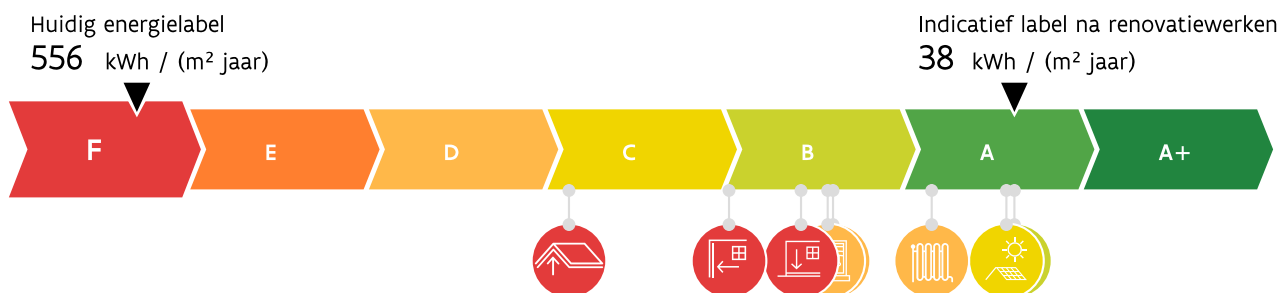 Huidig energielabel
556 kWh / (m² jaar)
Indicatief label na renovatiewerken
38 kWh / (m² jaar)
F E D C B A A+